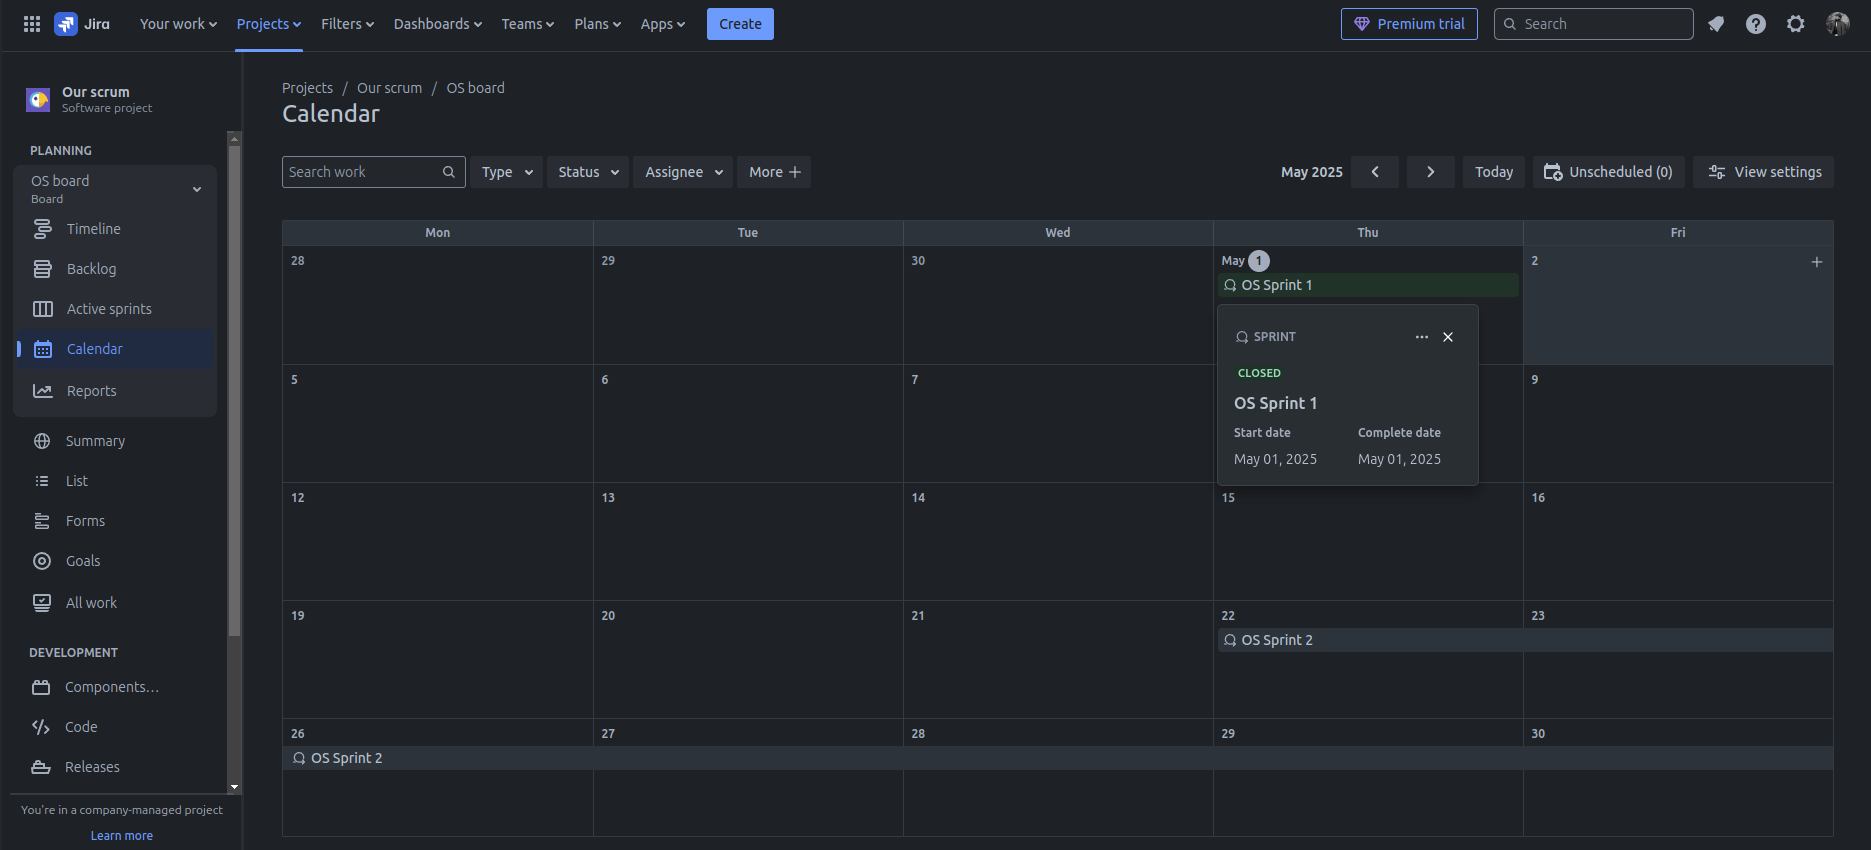 Jira Your work Projects Filters Dashboards Teams Plans Apps Create Premium trial Search
Our scrum
Software project
PLANNING
OS board
Board
Timeline
Backlog
Active sprints
Calendar
Reports
Summary
List
Forms
Goals
All work
DEVELOPMENT
Components...
Code
Releases
You're in a company-managed project
Learn more
Projects / Our scrum / OS board
Calendar
Search work Type Status Assignee More May 2025 Today Unscheduled (0) View settings
Mon Tue Wed Thu Fri
28 29 30 May 1 2
OS Sprint 1
SPRINT
CLOSED
OS Sprint 1
Start date Complete date
May 01, 2025 May 01, 2025
5 6 7 9
12 13 14 15 16
19 20 21 22 23
OS Sprint 2
26 27 28 29 30
OS Sprint 2